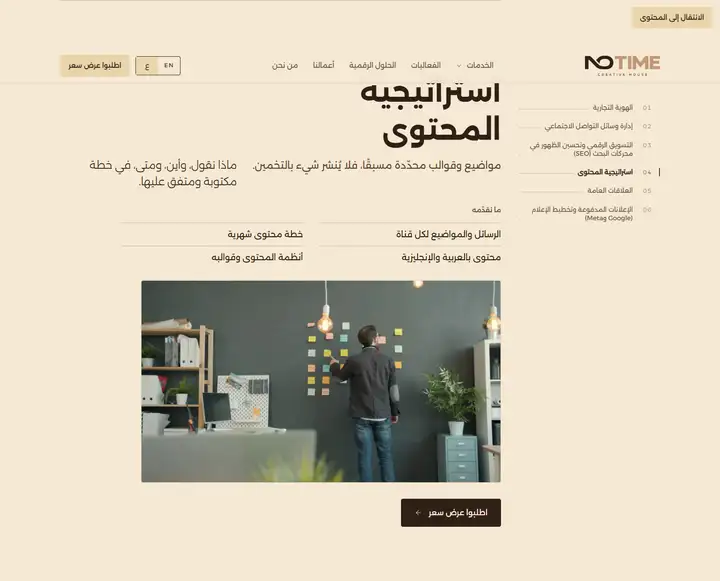 الانتقال إلى المحتوى
NOTIME
CREATIVE HOUSE
الخدمات
الفعاليات
الحلول الرقمية
أعمالنا
من نحن
EN
ع
اطلبوا عرض سعر
01 الهوية التجارية
02 إدارة وسائل التواصل الاجتماعي
03 التسويق الرقمي وتحسين الظهور في
محركات البحث (SEO)
04 استراتيجية المحتوى
05 العلاقات العامة
06 الإعلانات المدفوعة وتخطيط الإعلام
(Metaو Google)
استراتيجية
المحتوى
مواضيع وقوالب محدّدة مسبقًا، فلا يُنشر شيء بالتخمين.
ماذا نقول، وأين، ومتى، في خطة
مكتوبة ومتفق عليها.
ما نقدّمه
الرسائل والمواضيع لكل قناة
خطة محتوى شهرية
محتوى بالعربية والإنجليزية
أنظمة المحتوى وقوالبه
اطلبوا عرض سعر ←